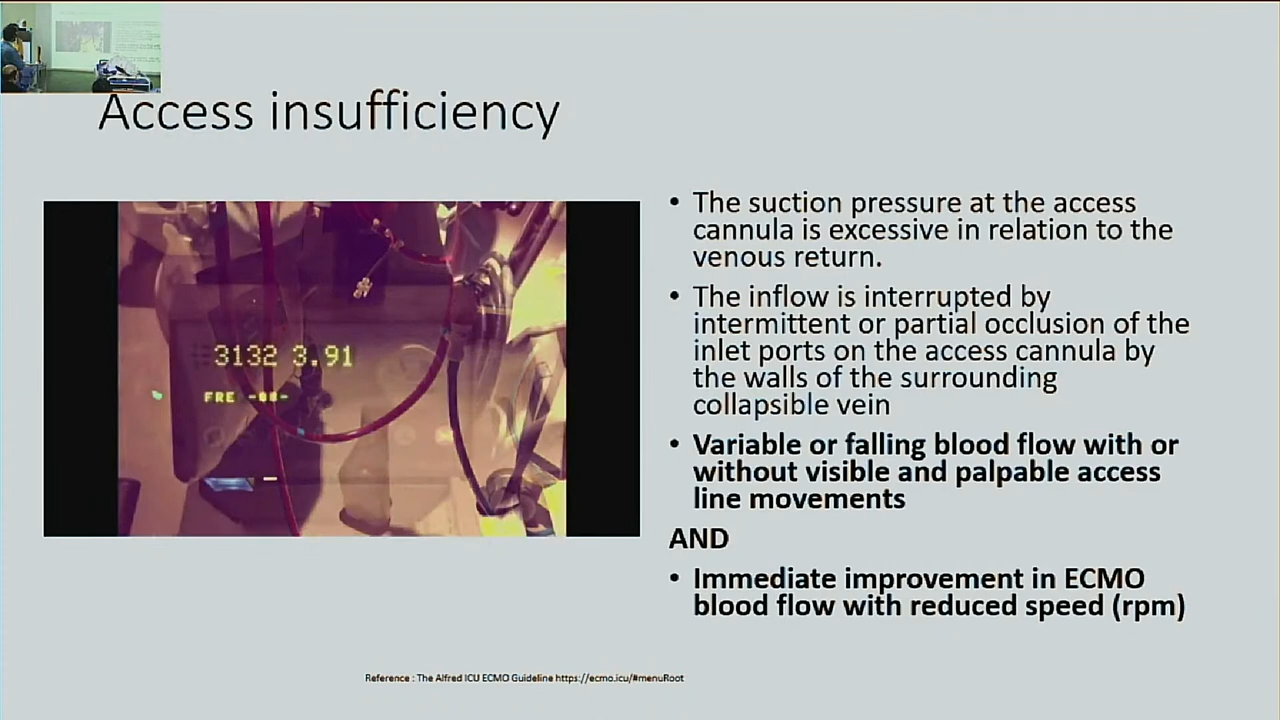 Access insufficiency
3132 3.91
FRE -00-
• The suction pressure at the access
cannula is excessive in relation to the
venous return.
• The inflow is interrupted by
intermittent or partial occlusion of the
inlet ports on the access cannula by
the walls of the surrounding
collapsible vein
• Variable or falling blood flow with or
without visible and palpable access
line movements
AND
• Immediate improvement in ECMO
blood flow with reduced speed (rpm)
Reference : The Alfred ICU ECMO Guideline https://ecmo.icu/#menuRoot